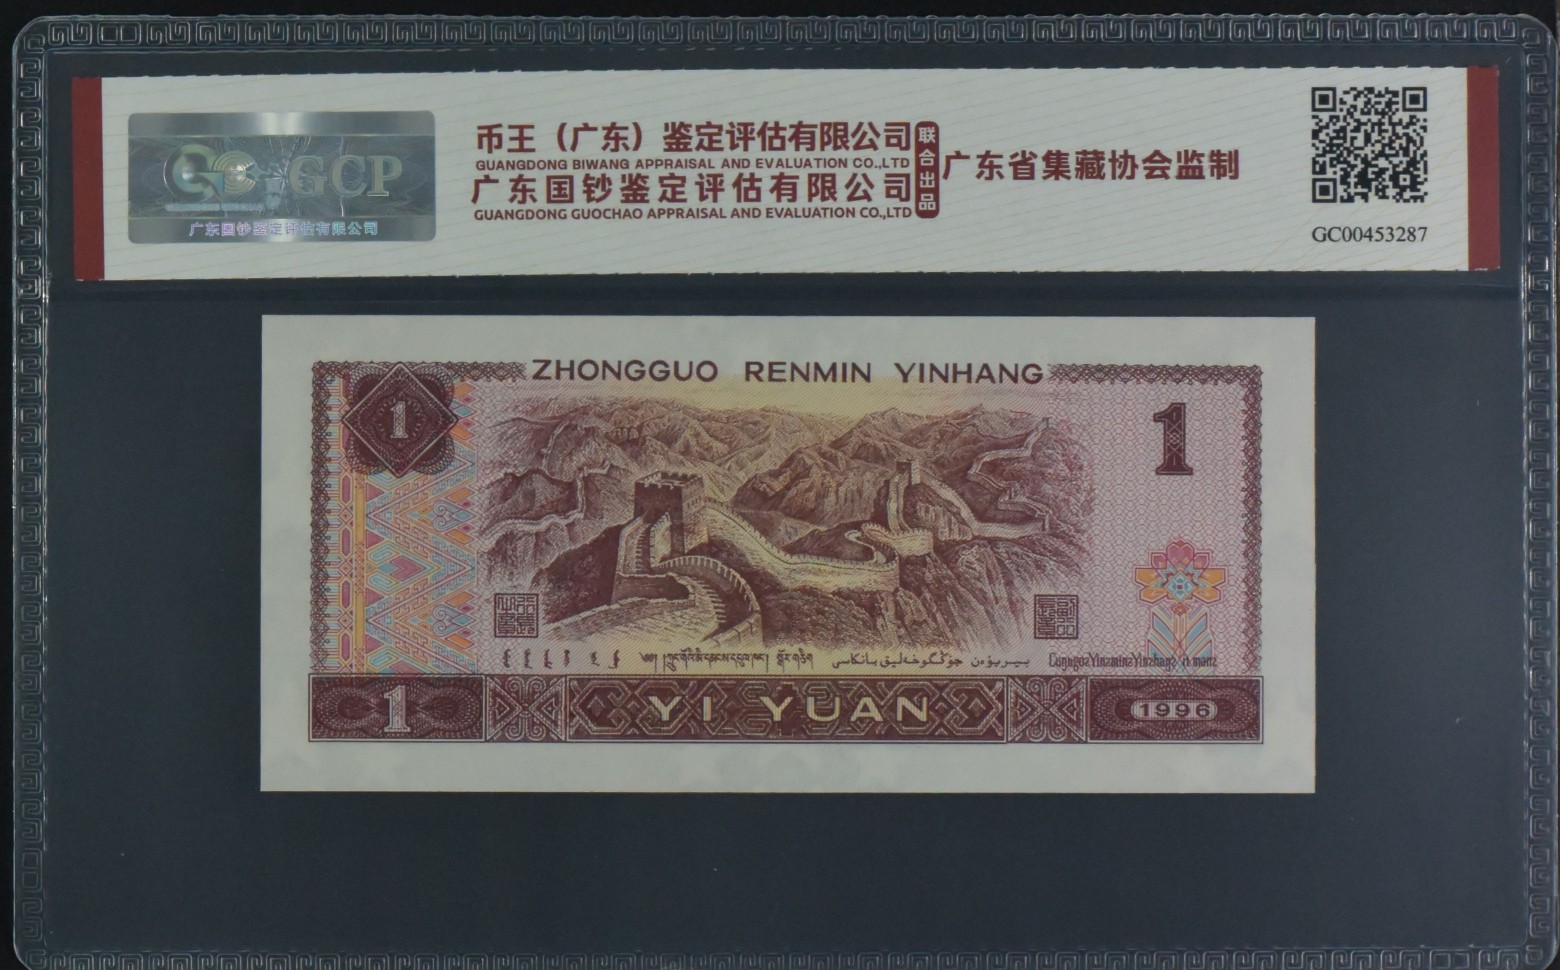 GCP
广东国钞鉴定评估有限公司
币王（广东）鉴定评估有限公司
GUANGDONG BIWANG APPRAISAL AND EVALUATION CO.,LTD
广东国钞鉴定评估有限公司
GUANGDONG GUOCHAO APPRAISAL AND EVALUATION CO.,LTD
联合出品
广东省集藏协会监制
GC00453287
ZHONGGUO RENMIN YINHANG
1
1
1
YI YUAN
1996